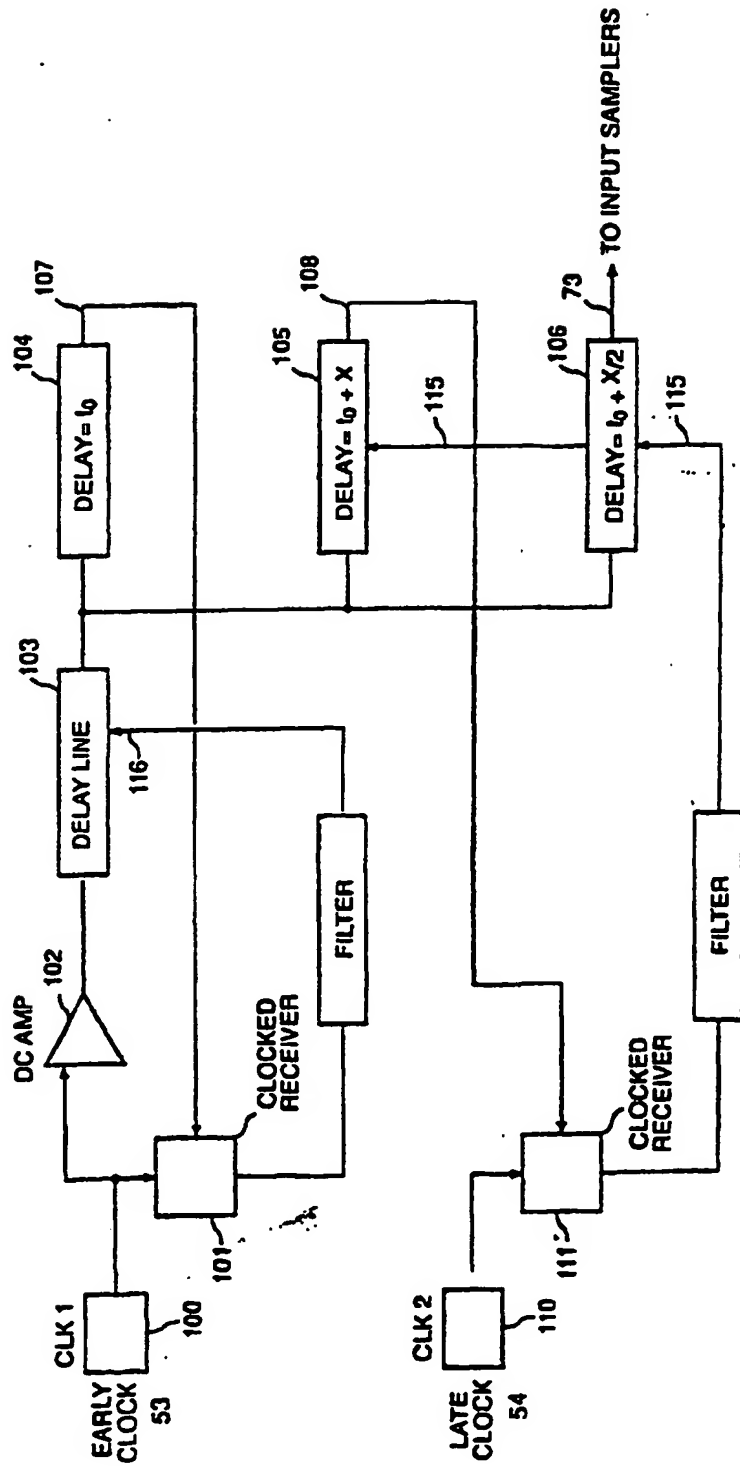 EARLY
CLOCK
53
CLK 1
100
DC AMP
102
101
CLOCKED
RECEIVER
FILTER
116
103
DELAY LINE
104
DELAY= t0
107
105
DELAY= t0 + X
108
115
106
DELAY= t0 + X/2
73
TO INPUT SAMPLERS
115
LATE
CLOCK
54
CLK 2
110
111
CLOCKED
RECEIVER
FILTER